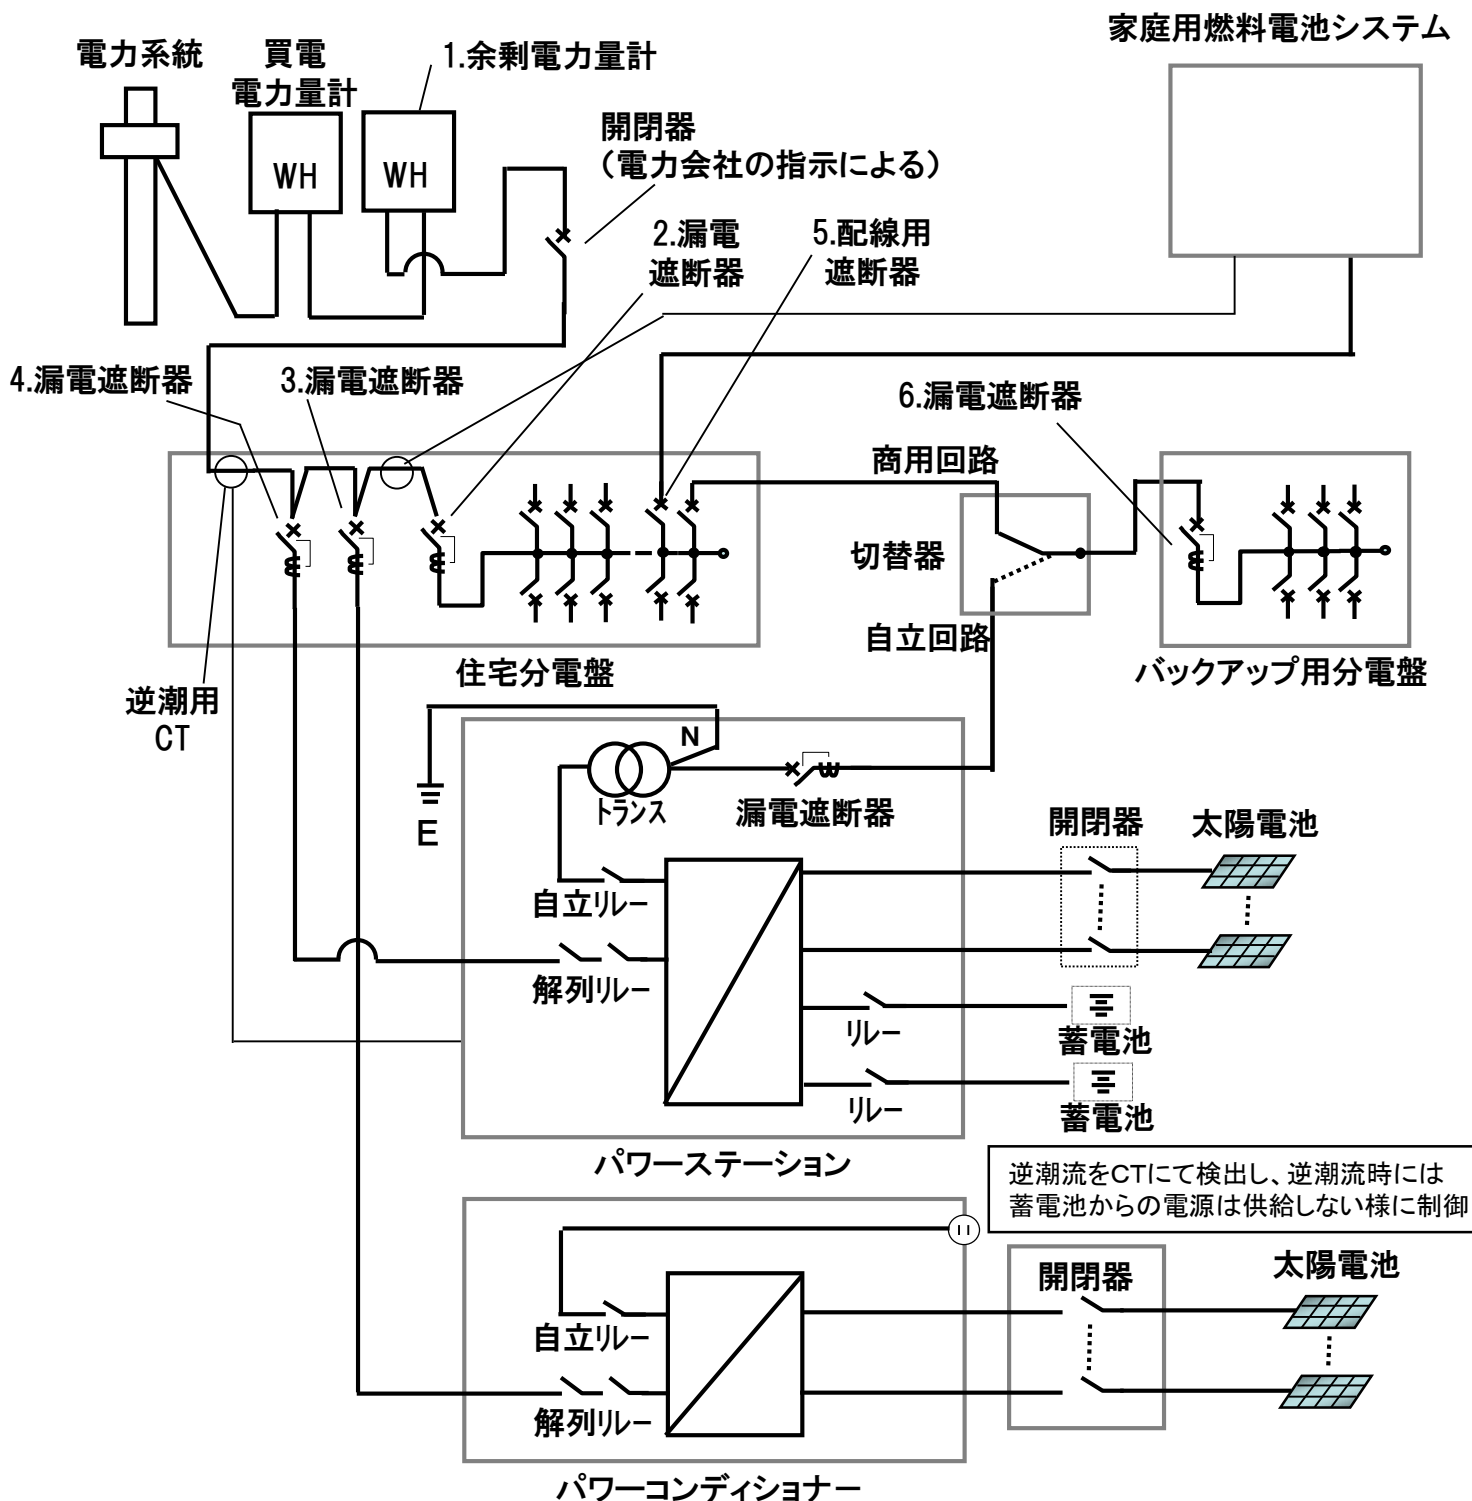 家庭用燃料電池システム
電力系統
買電
電力量計
1.余剰電力量計
WH
WH
開閉器
(電力会社の指示による)
2.漏電
遮断器
5.配線用
遮断器
4.漏電遮断器
3.漏電遮断器
6.漏電遮断器
商用回路
切替器
自立回路
住宅分電盤
バックアップ用分電盤
逆潮用
CT
N
E
トランス
漏電遮断器
開閉器
太陽電池
自立リレー
解列リレー
リレー
蓄電池
リレー
蓄電池
パワーステーション
逆潮流をCTにて検出し、逆潮流時には
蓄電池からの電源は供給しない様に制御
開閉器
太陽電池
自立リレー
解列リレー
パワーコンディショナー